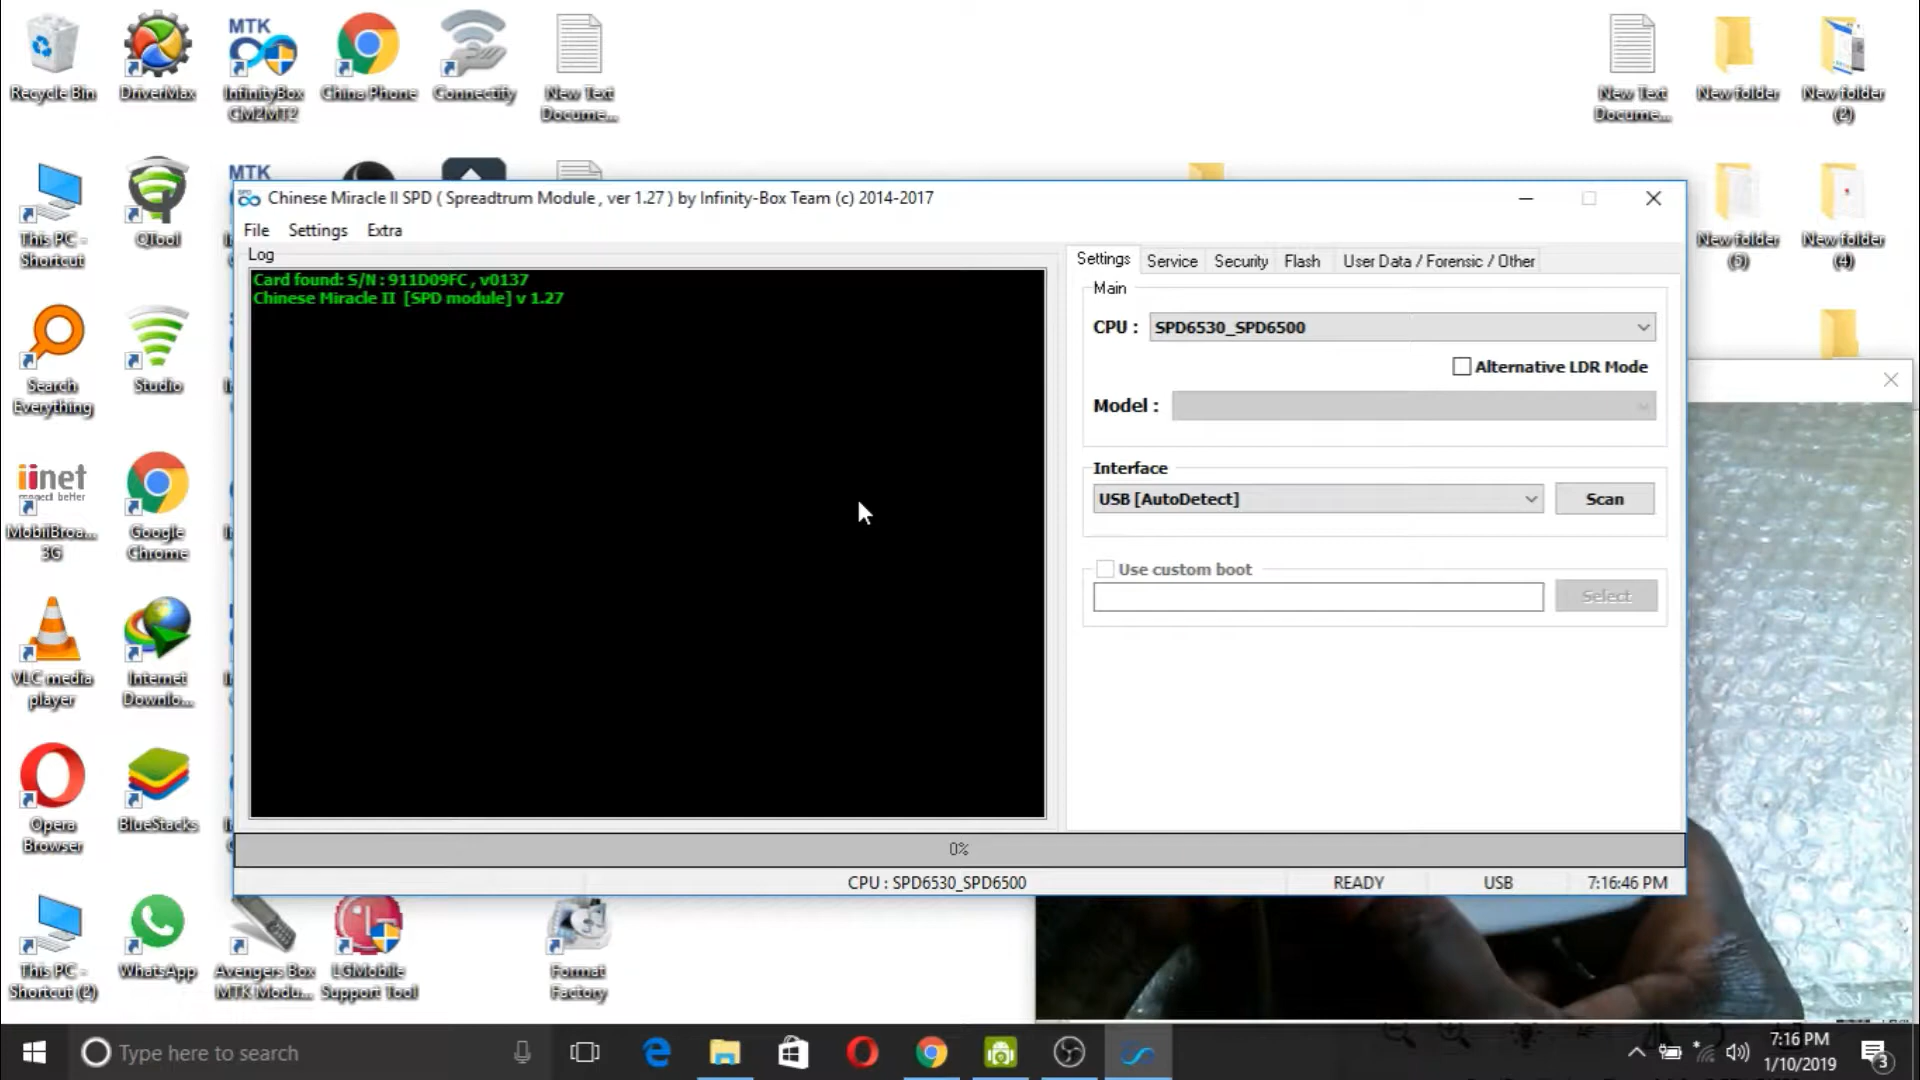 Recycle Bin
DriverMax
MTK
InfinityBox
CM2MT2
China Phone
Connectify
New Text
Docume...
New Text
Docume...
New folder
New folder
(2)
MTK
This PC -
Shortcut
QTool
New folder
(5)
New folder
(4)
SPD
Chinese Miracle II SPD ( Spreadtrum Module , ver 1.27 ) by Infinity-Box Team (c) 2014-2017
File Settings Extra
Log
Card found: S/N : 911D09FC , v0137
Chinese Miracle II [SPD module] v 1.27
Settings Service Security Flash User Data / Forensic / Other
Main
CPU : SPD6530_SPD6500
Alternative LDR Mode
Model :
Interface
USB [AutoDetect] Scan
Use custom boot
Select
0%
CPU : SPD6530_SPD6500 READY USB 7:16:46 PM
Search
Everything
Studio
iinet
connect better
MobilBroa...
3G
Google
Chrome
VLC media
player
Internet
Downlo...
Opera
Browser
BlueStacks
This PC -
Shortcut (2)
WhatsApp
Avengers Box
MTK Modu...
LG
LGMobile
Support Tool
Format
Factory
Type here to search
7:16 PM
1/10/2019
3